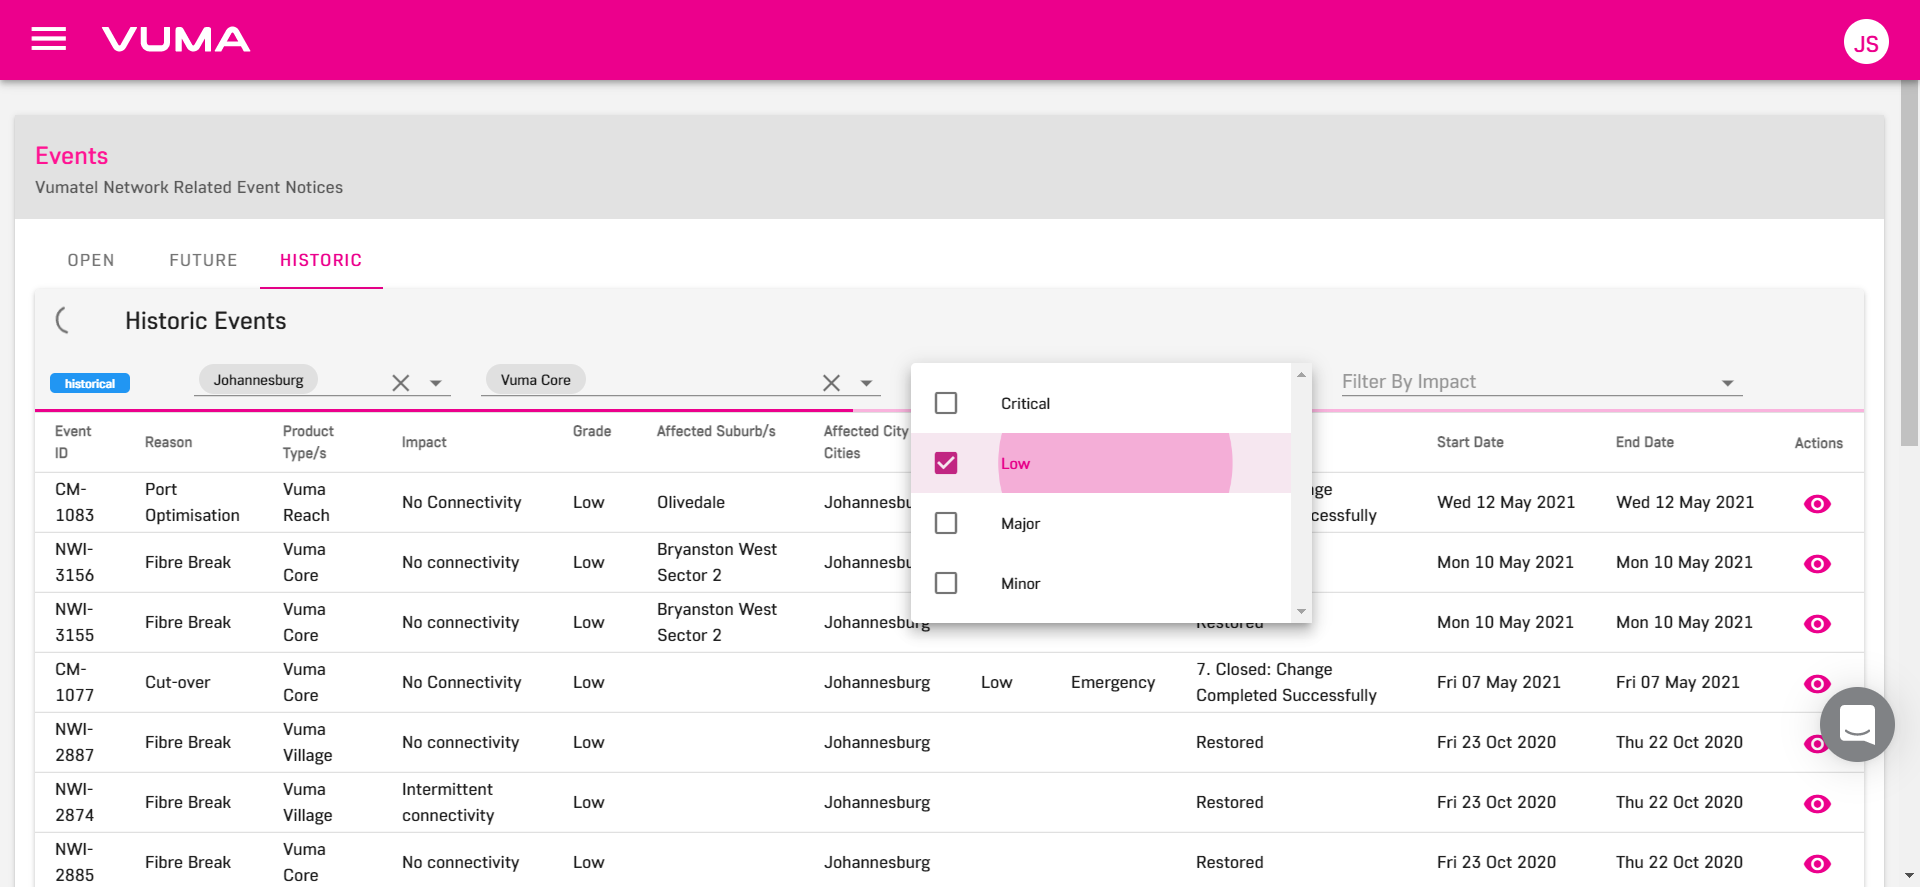 VUMA
JS
Events
Vumatel Network Related Event Notices
OPEN FUTURE HISTORIC
Historic Events
historical Johannesburg Vuma Core Filter By Impact
Critical
Low
Major
Minor
Event ID Reason Product Type/s Impact Grade Affected Suburb/s Affected City Cities Start Date End Date Actions
CM-1083 Port Optimisation Vuma Reach No Connectivity Low Olivedale Wed 12 May 2021 Wed 12 May 2021
NWI-3156 Fibre Break Vuma Core No connectivity Low Bryanston West Sector 2 Mon 10 May 2021 Mon 10 May 2021
NWI-3155 Fibre Break Vuma Core No connectivity Low Bryanston West Sector 2 Johannesburg Restored Mon 10 May 2021 Mon 10 May 2021
CM-1077 Cut-over Vuma Core No Connectivity Low Johannesburg Low Emergency 7. Closed: Change Completed Successfully Fri 07 May 2021 Fri 07 May 2021
NWI-2887 Fibre Break Vuma Village No connectivity Low Johannesburg Restored Fri 23 Oct 2020 Thu 22 Oct 2020
NWI-2874 Fibre Break Vuma Village Intermittent connectivity Low Johannesburg Restored Fri 23 Oct 2020 Thu 22 Oct 2020
NWI-2885 Fibre Break Vuma Core No connectivity Low Johannesburg Restored Fri 23 Oct 2020 Thu 22 Oct 2020